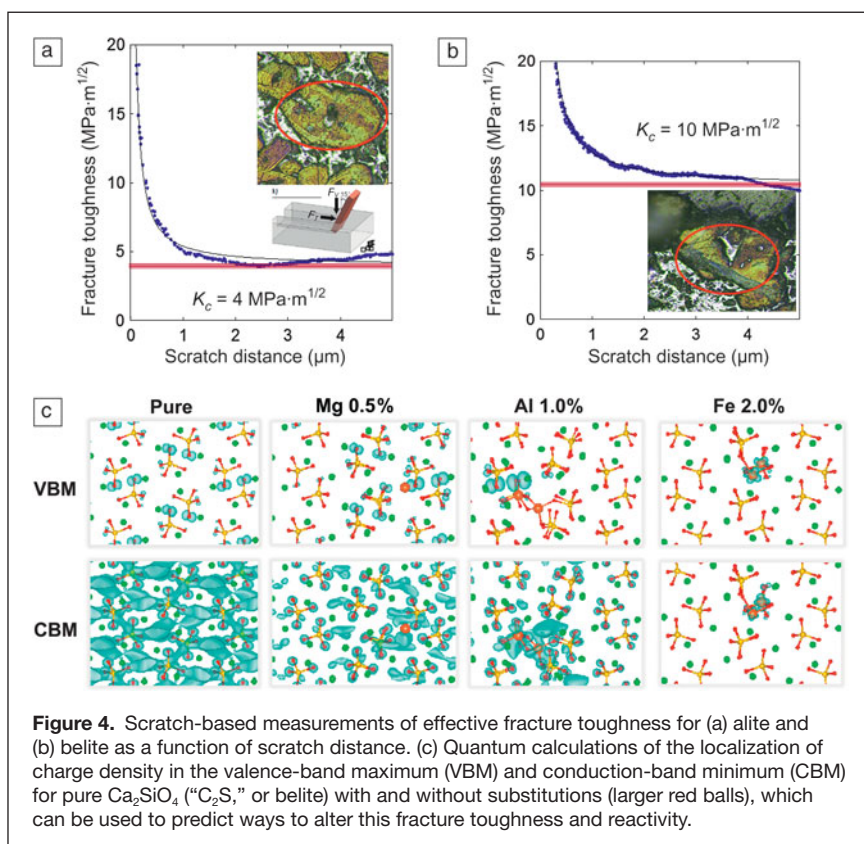 a
20
15
10
5
0
Fracture toughness (MPa·m1/2)
Kc = 4 MPa·m1/2
FT
0 1 2 3 4
Scratch distance (µm)
b
20
15
10
5
0
Fracture toughness (MPa·m1/2)
Kc = 10 MPa·m1/2
0 1 2 3 4
Scratch distance (µm)
c
Pure Mg 0.5% Al 1.0% Fe 2.0%
VBM
CBM
Figure 4. Scratch-based measurements of effective fracture toughness for (a) alite and
(b) belite as a function of scratch distance. (c) Quantum calculations of the localization of
charge density in the valence-band maximum (VBM) and conduction-band minimum (CBM)
for pure Ca₂SiO₄ (“C₂S,” or belite) with and without substitutions (larger red balls), which
can be used to predict ways to alter this fracture toughness and reactivity.